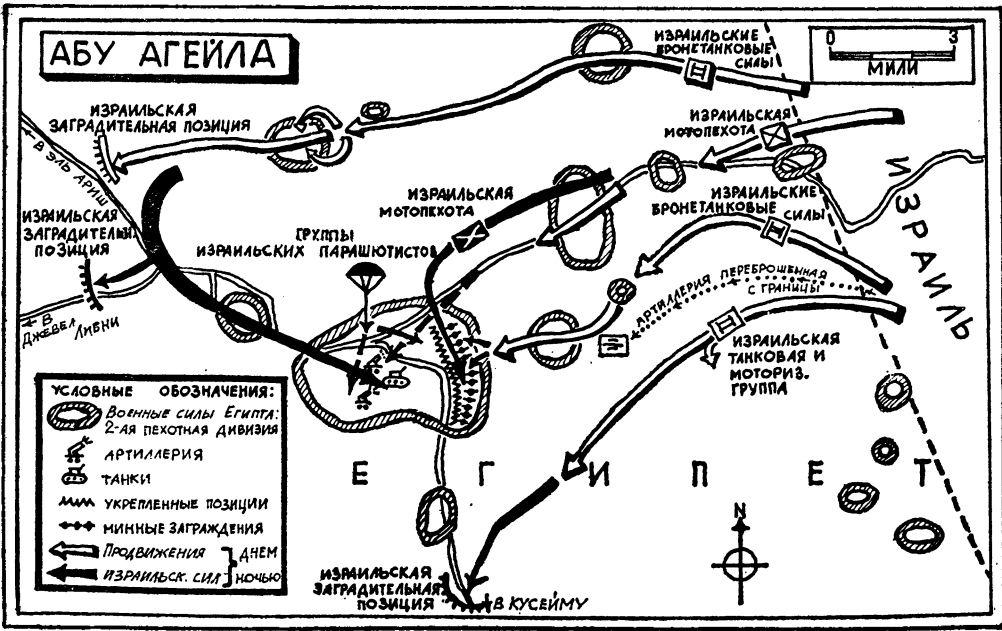 АБУ АГЕЙЛА
ИЗРАИЛЬСКИЕ
БРОНЕТАНКОВЫЕ
СИЛЫ
0 3
МИЛИ
ИЗРАИЛЬСКАЯ
ЗАГРАДИТЕЛЬНАЯ ПОЗИЦИЯ
ИЗРАИЛЬСКАЯ
МОТОПЕХОТА
В ЭЛЬ АРИШ
ИЗРАИЛЬСКАЯ
ЗАГРАДИТЕЛЬН.
ПОЗИЦИЯ
ИЗРАИЛЬСКАЯ
МОТОПЕХОТА
ИЗРАИЛЬСКИЕ
БРОНЕТАНКОВЫЕ
СИЛЫ
ИЗРАИЛЬ
ГРУППЫ
ИЗРАИЛЬСКИХ ПАРАШЮТИСТОВ
АРТИЛЛЕРИЯ ПЕРЕБРОШЕННАЯ
С ГРАНИЦЫ
В
ДЖЕБЕЛ ЛИБНИ
ИЗРАИЛЬСКАЯ
ТАНКОВАЯ И
МОТОРИЗ.
ГРУППА
УСЛОВНЫЕ ОБОЗНАЧЕНИЯ:
ВОЕННЫЕ СИЛЫ ЕГИПТА:
2-АЯ ПЕХОТНАЯ ДИВИЗИЯ
АРТИЛЛЕРИЯ
ТАНКИ
УКРЕПЛЕННЫЕ ПОЗИЦИИ
МИННЫЕ ЗАГРАЖДЕНИЯ
ПРОДВИЖЕНИЯ ДНЕМ
ИЗРАИЛЬСК. СИЛ НОЧЬЮ
ЕГИПЕТ
N
ИЗРАИЛЬСКАЯ
ЗАГРАДИТЕЛЬНАЯ
ПОЗИЦИЯ
В КУСЕЙМУ